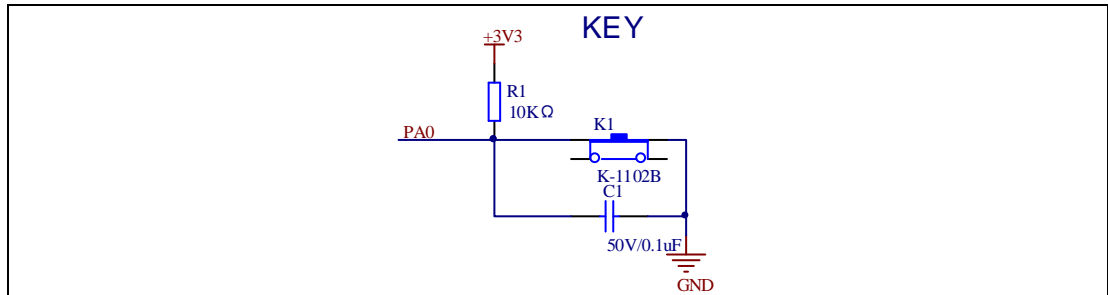 KEY
+3V3
R1
10KΩ
PA0
K1
K-1102B
C1
50V/0.1uF
GND